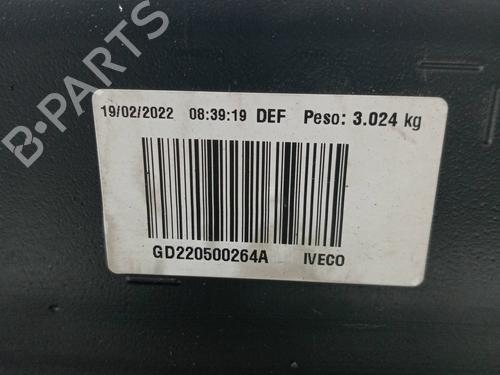 B-PARTS
19/02/2022 08:39:19 DEF Peso: 3.024 kg
GD220500264A IVECO